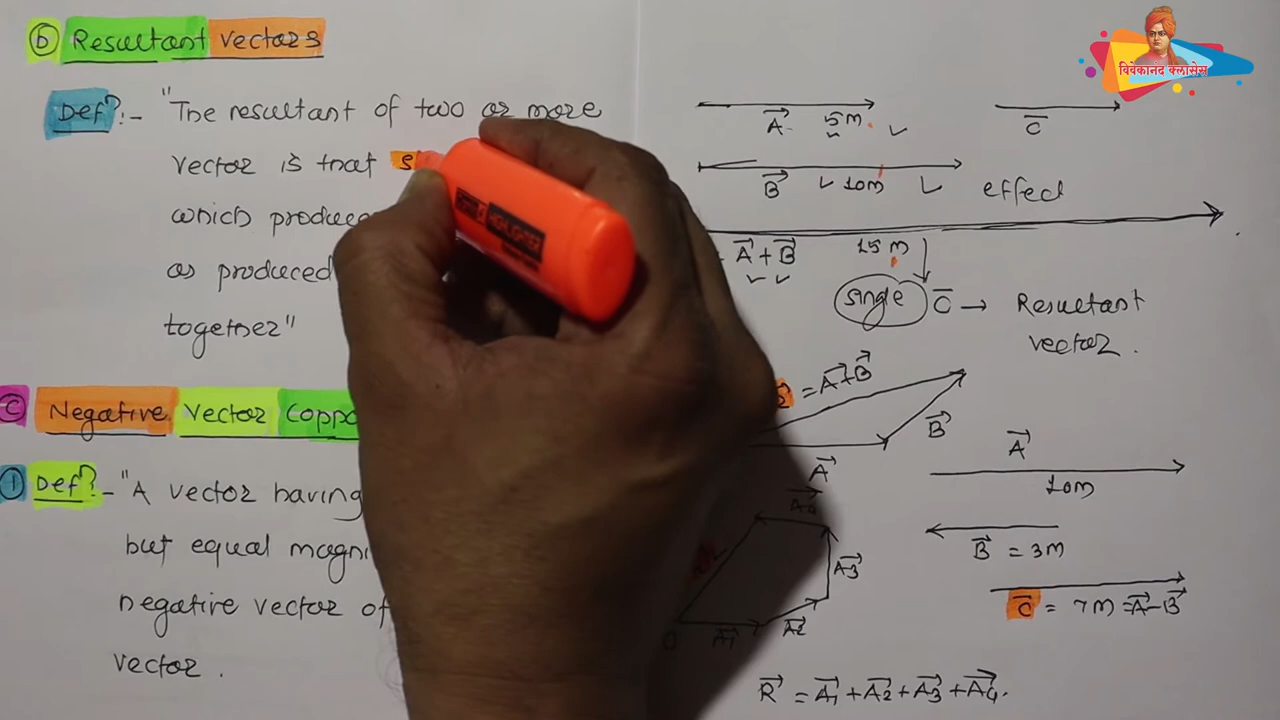 b Resultant Vectors
Def?:- "The resultant of two or more
vector is that
which produce
as produced
together"
C Negative Vector (oppo
1 Def?- "A vector having
but equal magni
negative vector of
vector.
A 5m
C
B 10m
effect
A + B 15 m
single C → Resultant
vector.
= A+B
B
A
A
10m
B = 3m
C = 7m = A-B
A4
A3
A2
A1
O
R = A1 + A2 + A3 + A4.
विवेकानंद क्लासेस